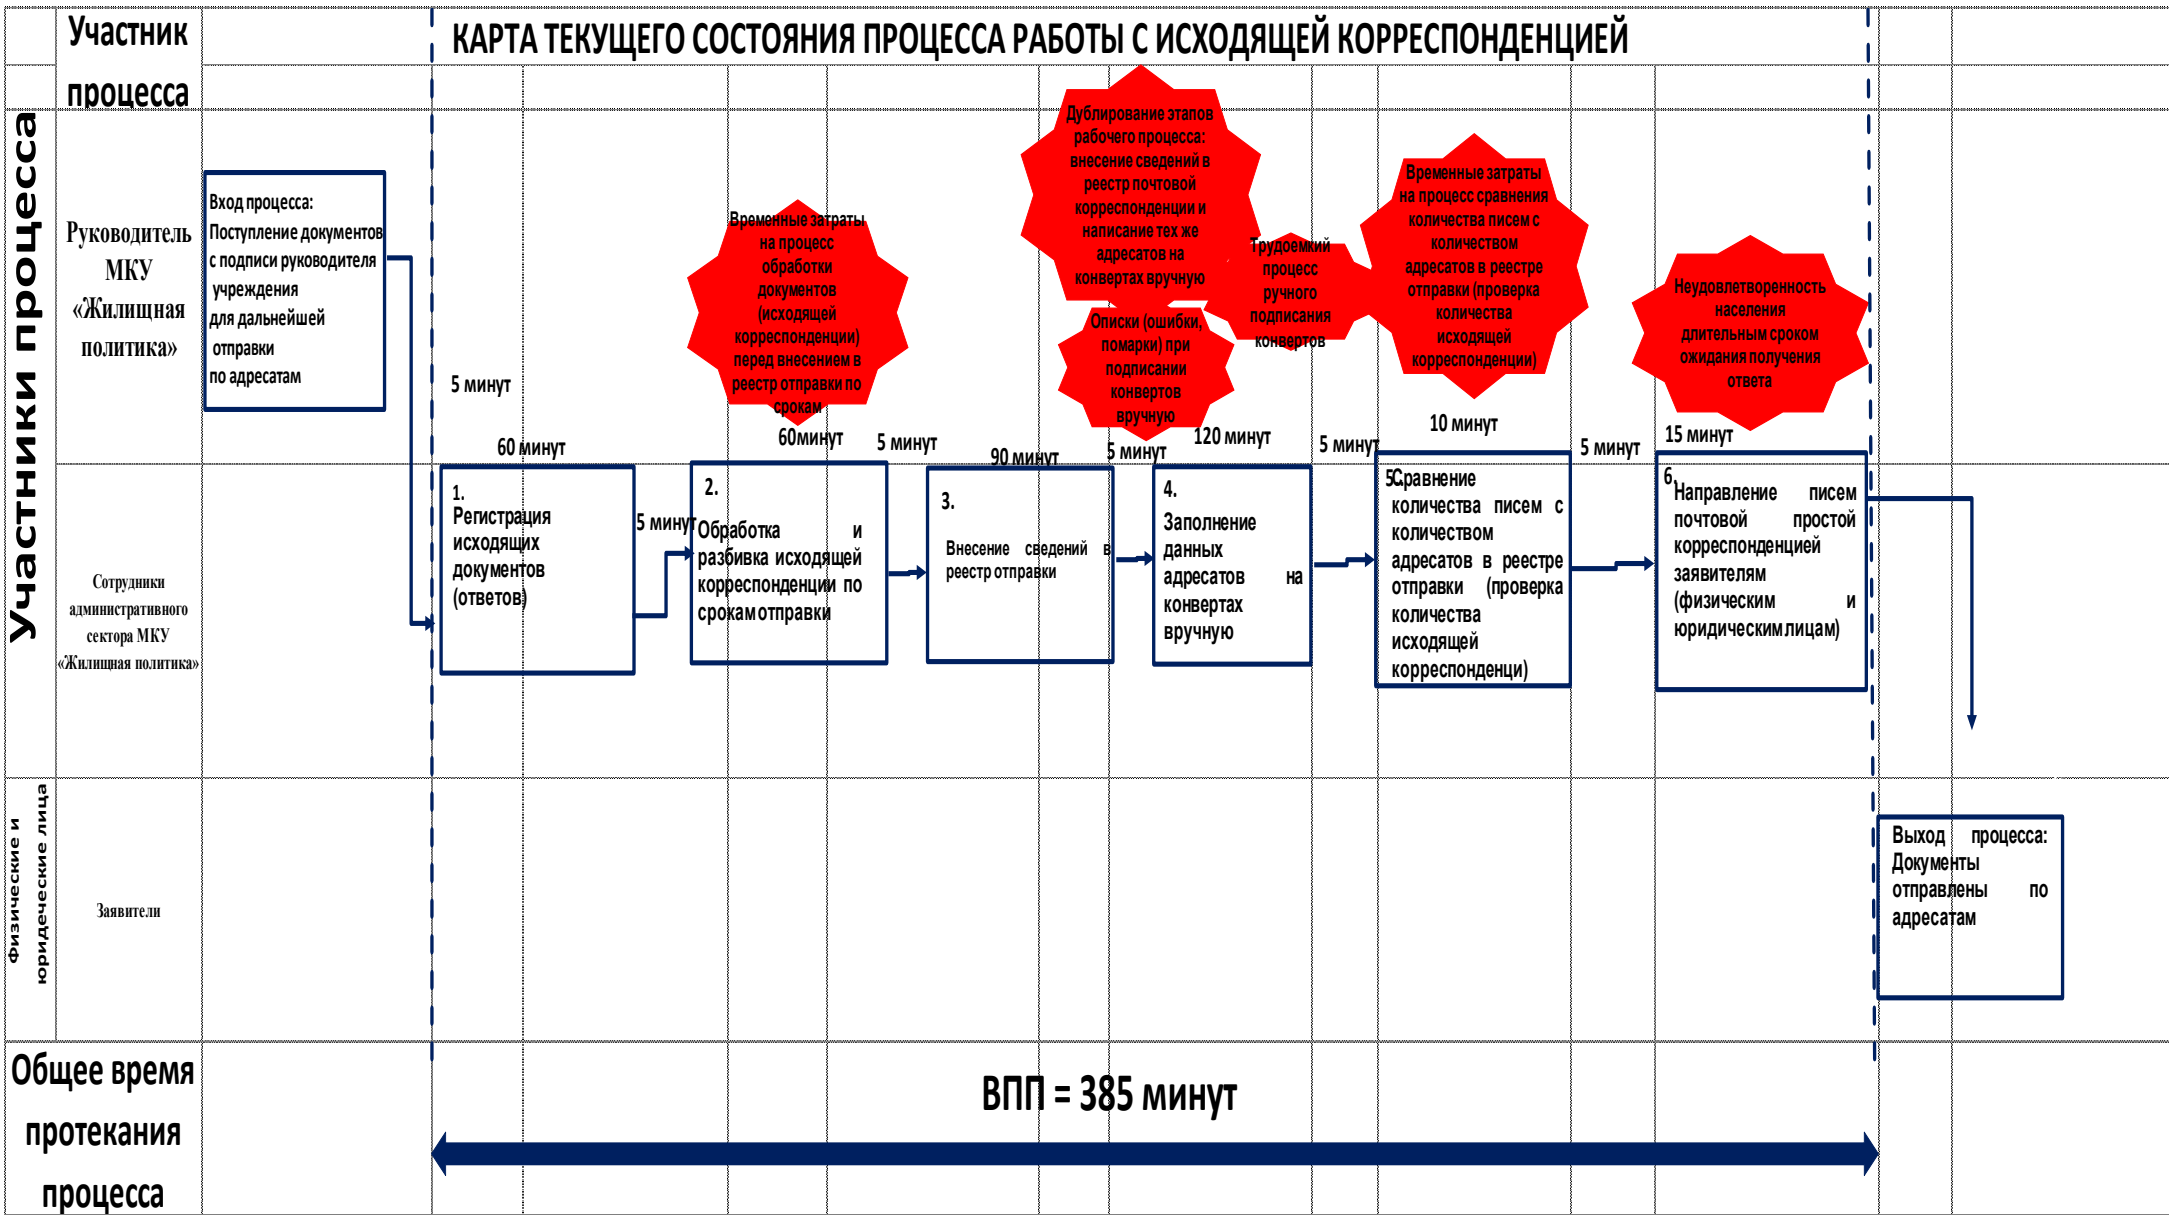 Участник
процесса
КАРТА ТЕКУЩЕГО СОСТОЯНИЯ ПРОЦЕССА РАБОТЫ С ИСХОДЯЩЕЙ КОРРЕСПОНДЕНЦИЕЙ
Участники процесса
Руководитель
МКУ
«Жилищная
политика»
Вход процесса:
Поступление документов
с подписи руководителя
учреждения
для дальнейшей
отправки
по адресатам
Временные затраты
на процесс
обработки
документов
(исходящей
корреспонденции)
перед внесением в
реестр отправки по
срокам
Дублирование этапов
рабочего процесса:
внесение сведений в
реестр почтовой
корреспонденции и
написание тех же
адресатов на
конвертах вручную
Описки (ошибки,
помарки) при
подписании
конвертов
вручную
Трудоемкий
процесс
ручного
подписания
конвертов
Временные затраты
на процесс сравнения
количества писем с
количеством
адресатов в реестре
отправки (проверка
количества
исходящей
корреспонденции)
Неудовлетворенность
населения
длительным сроком
ожидания получения
ответа
5 минут
60 минут
5 минут
60минут
5 минут
90 минут
5 минут
120 минут
5 минут
10 минут
5 минут
15 минут
Сотрудники
административного
сектора МКУ
«Жилищная политика»
1.
Регистрация
исходящих
документов
(ответов)
2.
Обработка и
разбивка исходящей
корреспонденции по
срокам отправки
3.
Внесение сведений в
реестр отправки
4.
Заполнение
данных
адресатов на
конвертах
вручную
5.
Сравнение
количества писем с
количеством
адресатов в реестре
отправки (проверка
количества
исходящей
корреспонденци)
6.
Направление писем
почтовой простой
корреспонденцией
заявителям
(физическим и
юридическим лицам)
Физические и
юридеческие лица
Заявители
Выход процесса:
Документы
отправлены по
адресатам
Общее время
протекания
процесса
ВПП = 385 минут